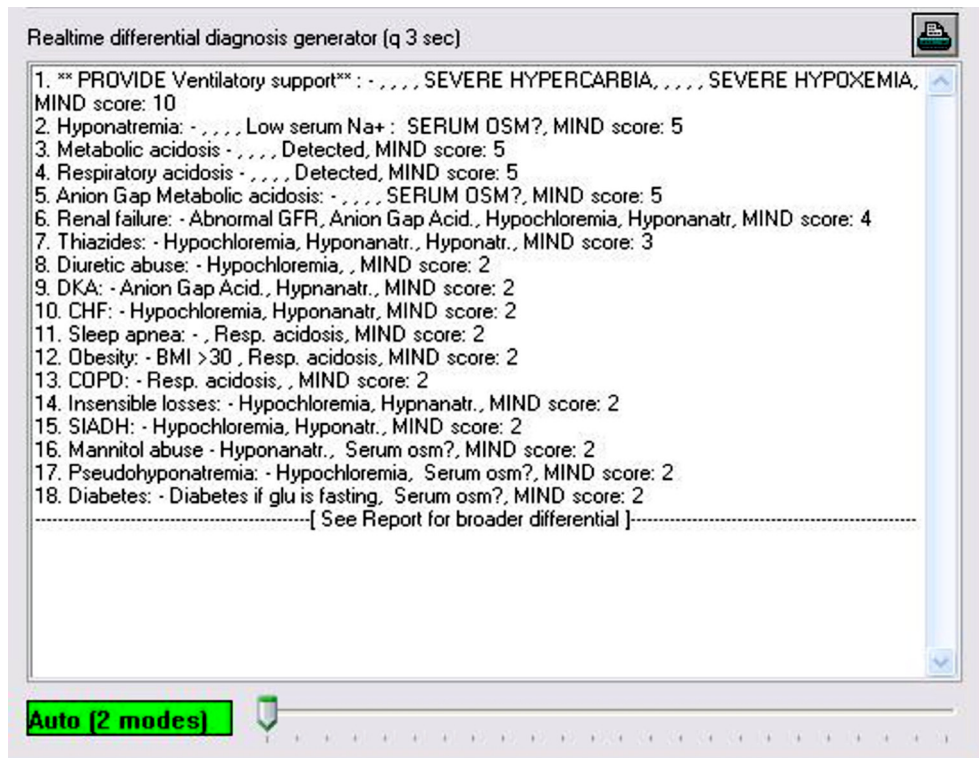 Realtime differential diagnosis generator (q 3 sec)
1. ** PROVIDE Ventilatory support** : - , , , , SEVERE HYPERCARBIA, , , , , SEVERE HYPOXEMIA,
MIND score: 10
2. Hyponatremia: - , , , , Low serum Na+ :  SERUM OSM?, MIND score: 5
3. Metabolic acidosis - , , , , Detected, MIND score: 5
4. Respiratory acidosis - , , , , Detected, MIND score: 5
5. Anion Gap Metabolic acidosis: - , , , , SERUM OSM?, MIND score: 5
6. Renal failure: - Abnormal GFR, Anion Gap Acid., Hypochloremia, Hyponanatr, MIND score: 4
7. Thiazides: - Hypochloremia, Hyponanatr., Hyponatr., MIND score: 3
8. Diuretic abuse: - Hypochloremia, , MIND score: 2
9. DKA: - Anion Gap Acid., Hypnanatr., MIND score: 2
10. CHF: - Hypochloremia, Hyponanatr, MIND score: 2
11. Sleep apnea: - , Resp. acidosis, MIND score: 2
12. Obesity: - BMI >30 , Resp. acidosis, MIND score: 2
13. COPD: - Resp. acidosis, , MIND score: 2
14. Insensible losses: - Hypochloremia, Hypnanatr., MIND score: 2
15. SIADH: - Hypochloremia, Hyponatr., MIND score: 2
16. Mannitol abuse - Hyponanatr.,  Serum osm?, MIND score: 2
17. Pseudohyponatremia: - Hypochloremia,  Serum osm?, MIND score: 2
18. Diabetes: - Diabetes if glu is fasting,  Serum osm?, MIND score: 2
----------------------------------------[ See Report for broader differential ]----------------------------------------
Auto (2 modes)